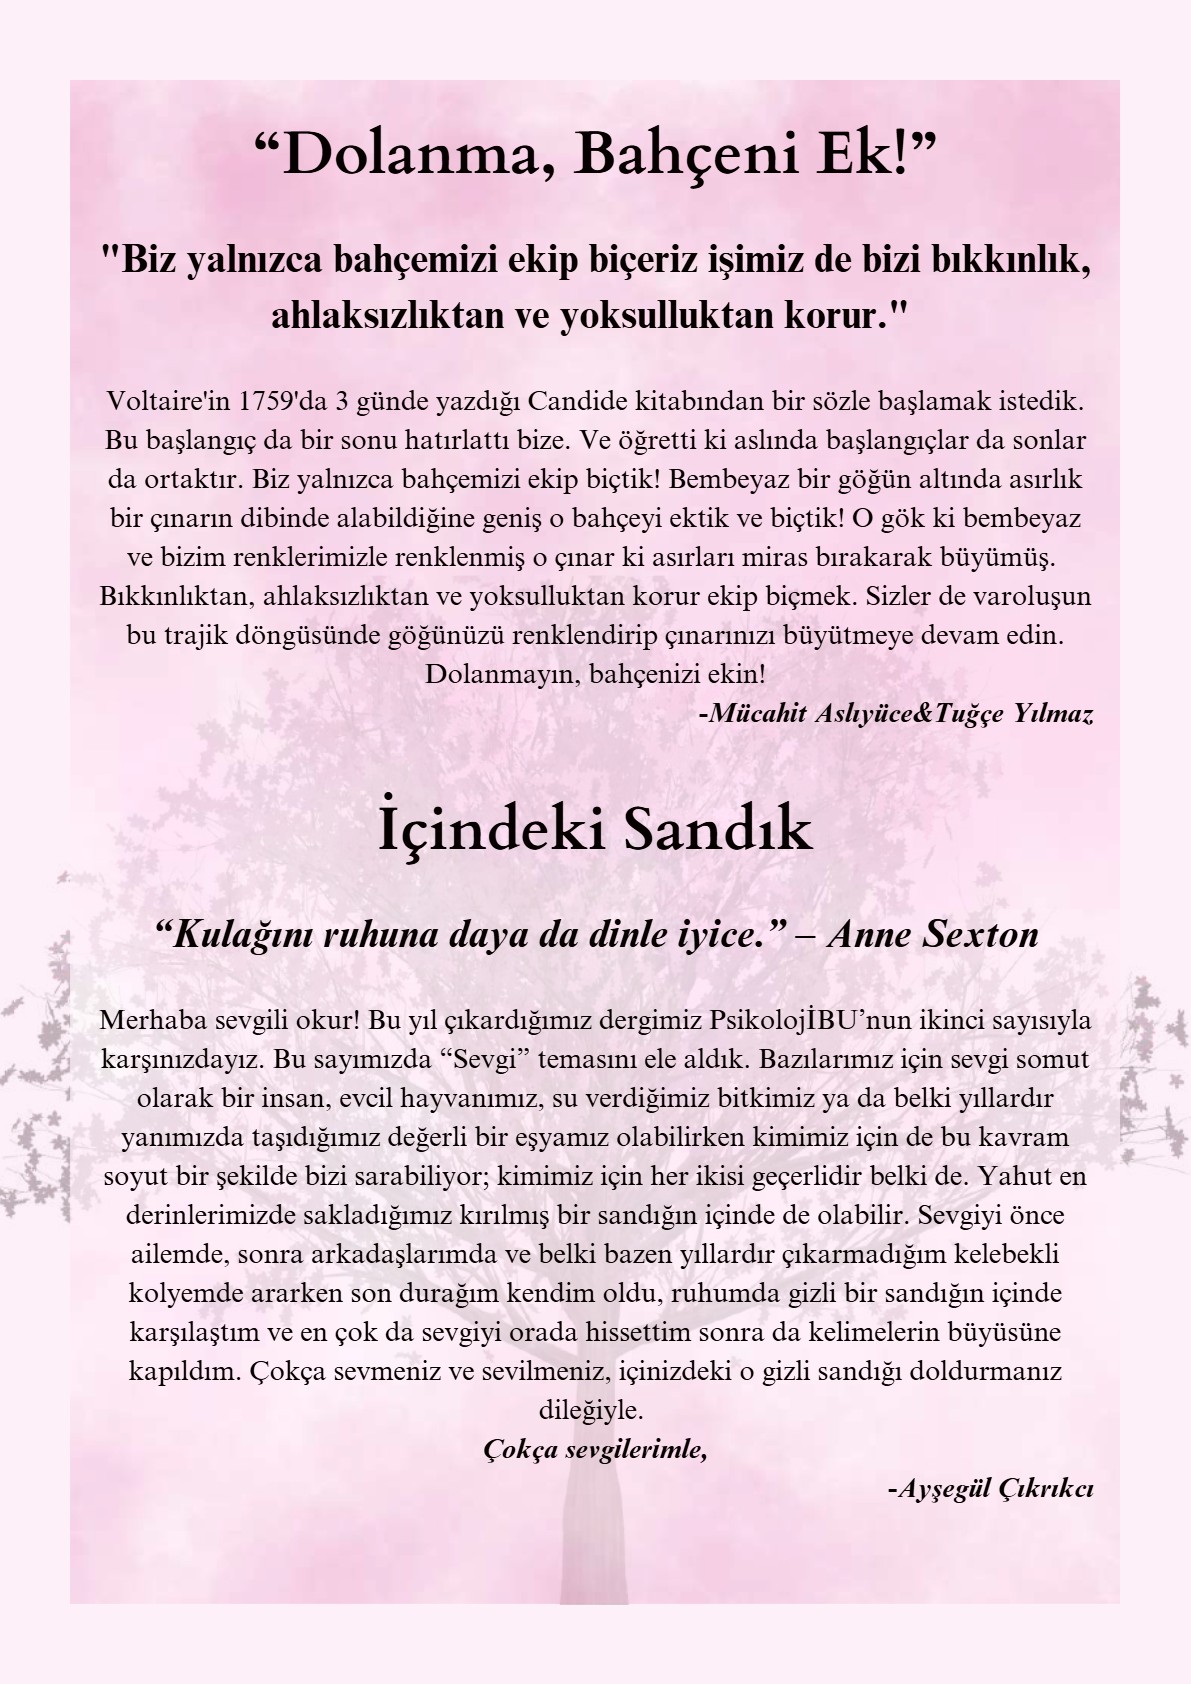 “Dolanma, Bahçeni Ek!”
"Biz yalnızca bahçemizi ekip biçeriz işimiz de bizi bıkkınlık,
ahlaksızlıktan ve yoksulluktan korur."
Voltaire'in 1759'da 3 günde yazdığı Candide kitabından bir sözle başlamak istedik.
Bu başlangıç da bir sonu hatırlattı bize. Ve öğretti ki aslında başlangıçlar da sonlar
da ortaktır. Biz yalnızca bahçemizi ekip biçtik! Bembeyaz bir göğün altında asırlık
bir çınarın dibinde alabildiğine geniş o bahçeyi ektik ve biçtik! O gök ki bembeyaz
ve bizim renklerimizle renklenmiş o çınar ki asırları miras bırakarak büyümüş.
Bıkkınlıktan, ahlaksızlıktan ve yoksulluktan korur ekip biçmek. Sizler de varoluşun
bu trajik döngüsünde göğünüzü renklendirip çınarınızı büyütmeye devam edin.
Dolanmayın, bahçenizi ekin!
-Mücahit Aslıyüce&Tuğçe Yılmaz
İçindeki Sandık
“Kulağını ruhuna daya da dinle iyice.” – Anne Sexton
Merhaba sevgili okur! Bu yıl çıkardığımız dergimiz PsikolojİBU’nun ikinci sayısıyla
karşınızdayız. Bu sayımızda “Sevgi” temasını ele aldık. Bazılarımız için sevgi somut
olarak bir insan, evcil hayvanımız, su verdiğimiz bitkimiz ya da belki yıllardır
yanımızda taşıdığımız değerli bir eşyamız olabilirken kimimiz için de bu kavram
soyut bir şekilde bizi sarabiliyor; kimimiz için her ikisi geçerlidir belki de. Yahut en
derinlerimizde sakladığımız kırılmış bir sandığın içinde de olabilir. Sevgiyi önce
ailemde, sonra arkadaşlarımda ve belki bazen yıllardır çıkarmadığım kelebekli
kolyemde ararken son durağım kendim oldu, ruhumda gizli bir sandığın içinde
karşılaştım ve en çok da sevgiyi orada hissettim sonra da kelimelerin büyüsüne
kapıldım. Çokça sevmeniz ve sevilmeniz, içinizdeki o gizli sandığı doldurmanız
dileğiyle.
Çokça sevgilerimle,
-Ayşegül Çıkrıkcı